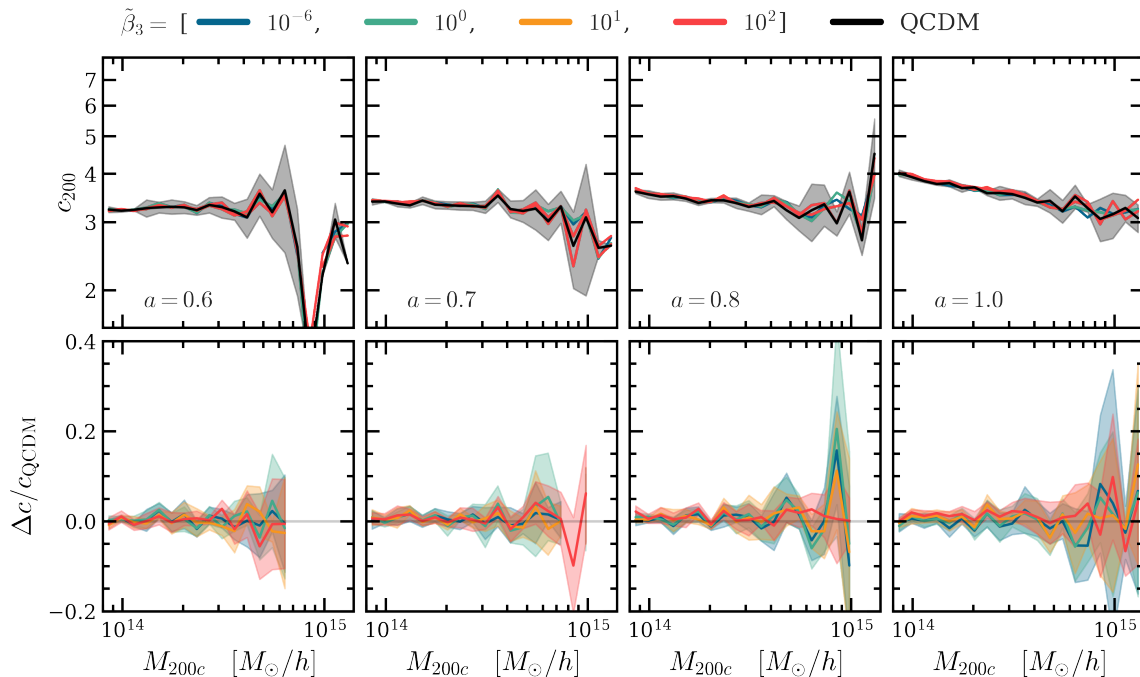 β̃₃ = [ 10⁻⁶, 10⁰, 10¹, 10²] QCDM
7
6
5
4
3
2
c₂₀₀
a = 0.6
a = 0.7
a = 0.8
a = 1.0
0.4
0.2
0.0
−0.2
Δc/c_QCDM
10¹⁴ 10¹⁵ 10¹⁴ 10¹⁵ 10¹⁴ 10¹⁵ 10¹⁴ 10¹⁵
M₂₀₀c [M⊙/h] M₂₀₀c [M⊙/h] M₂₀₀c [M⊙/h] M₂₀₀c [M⊙/h]